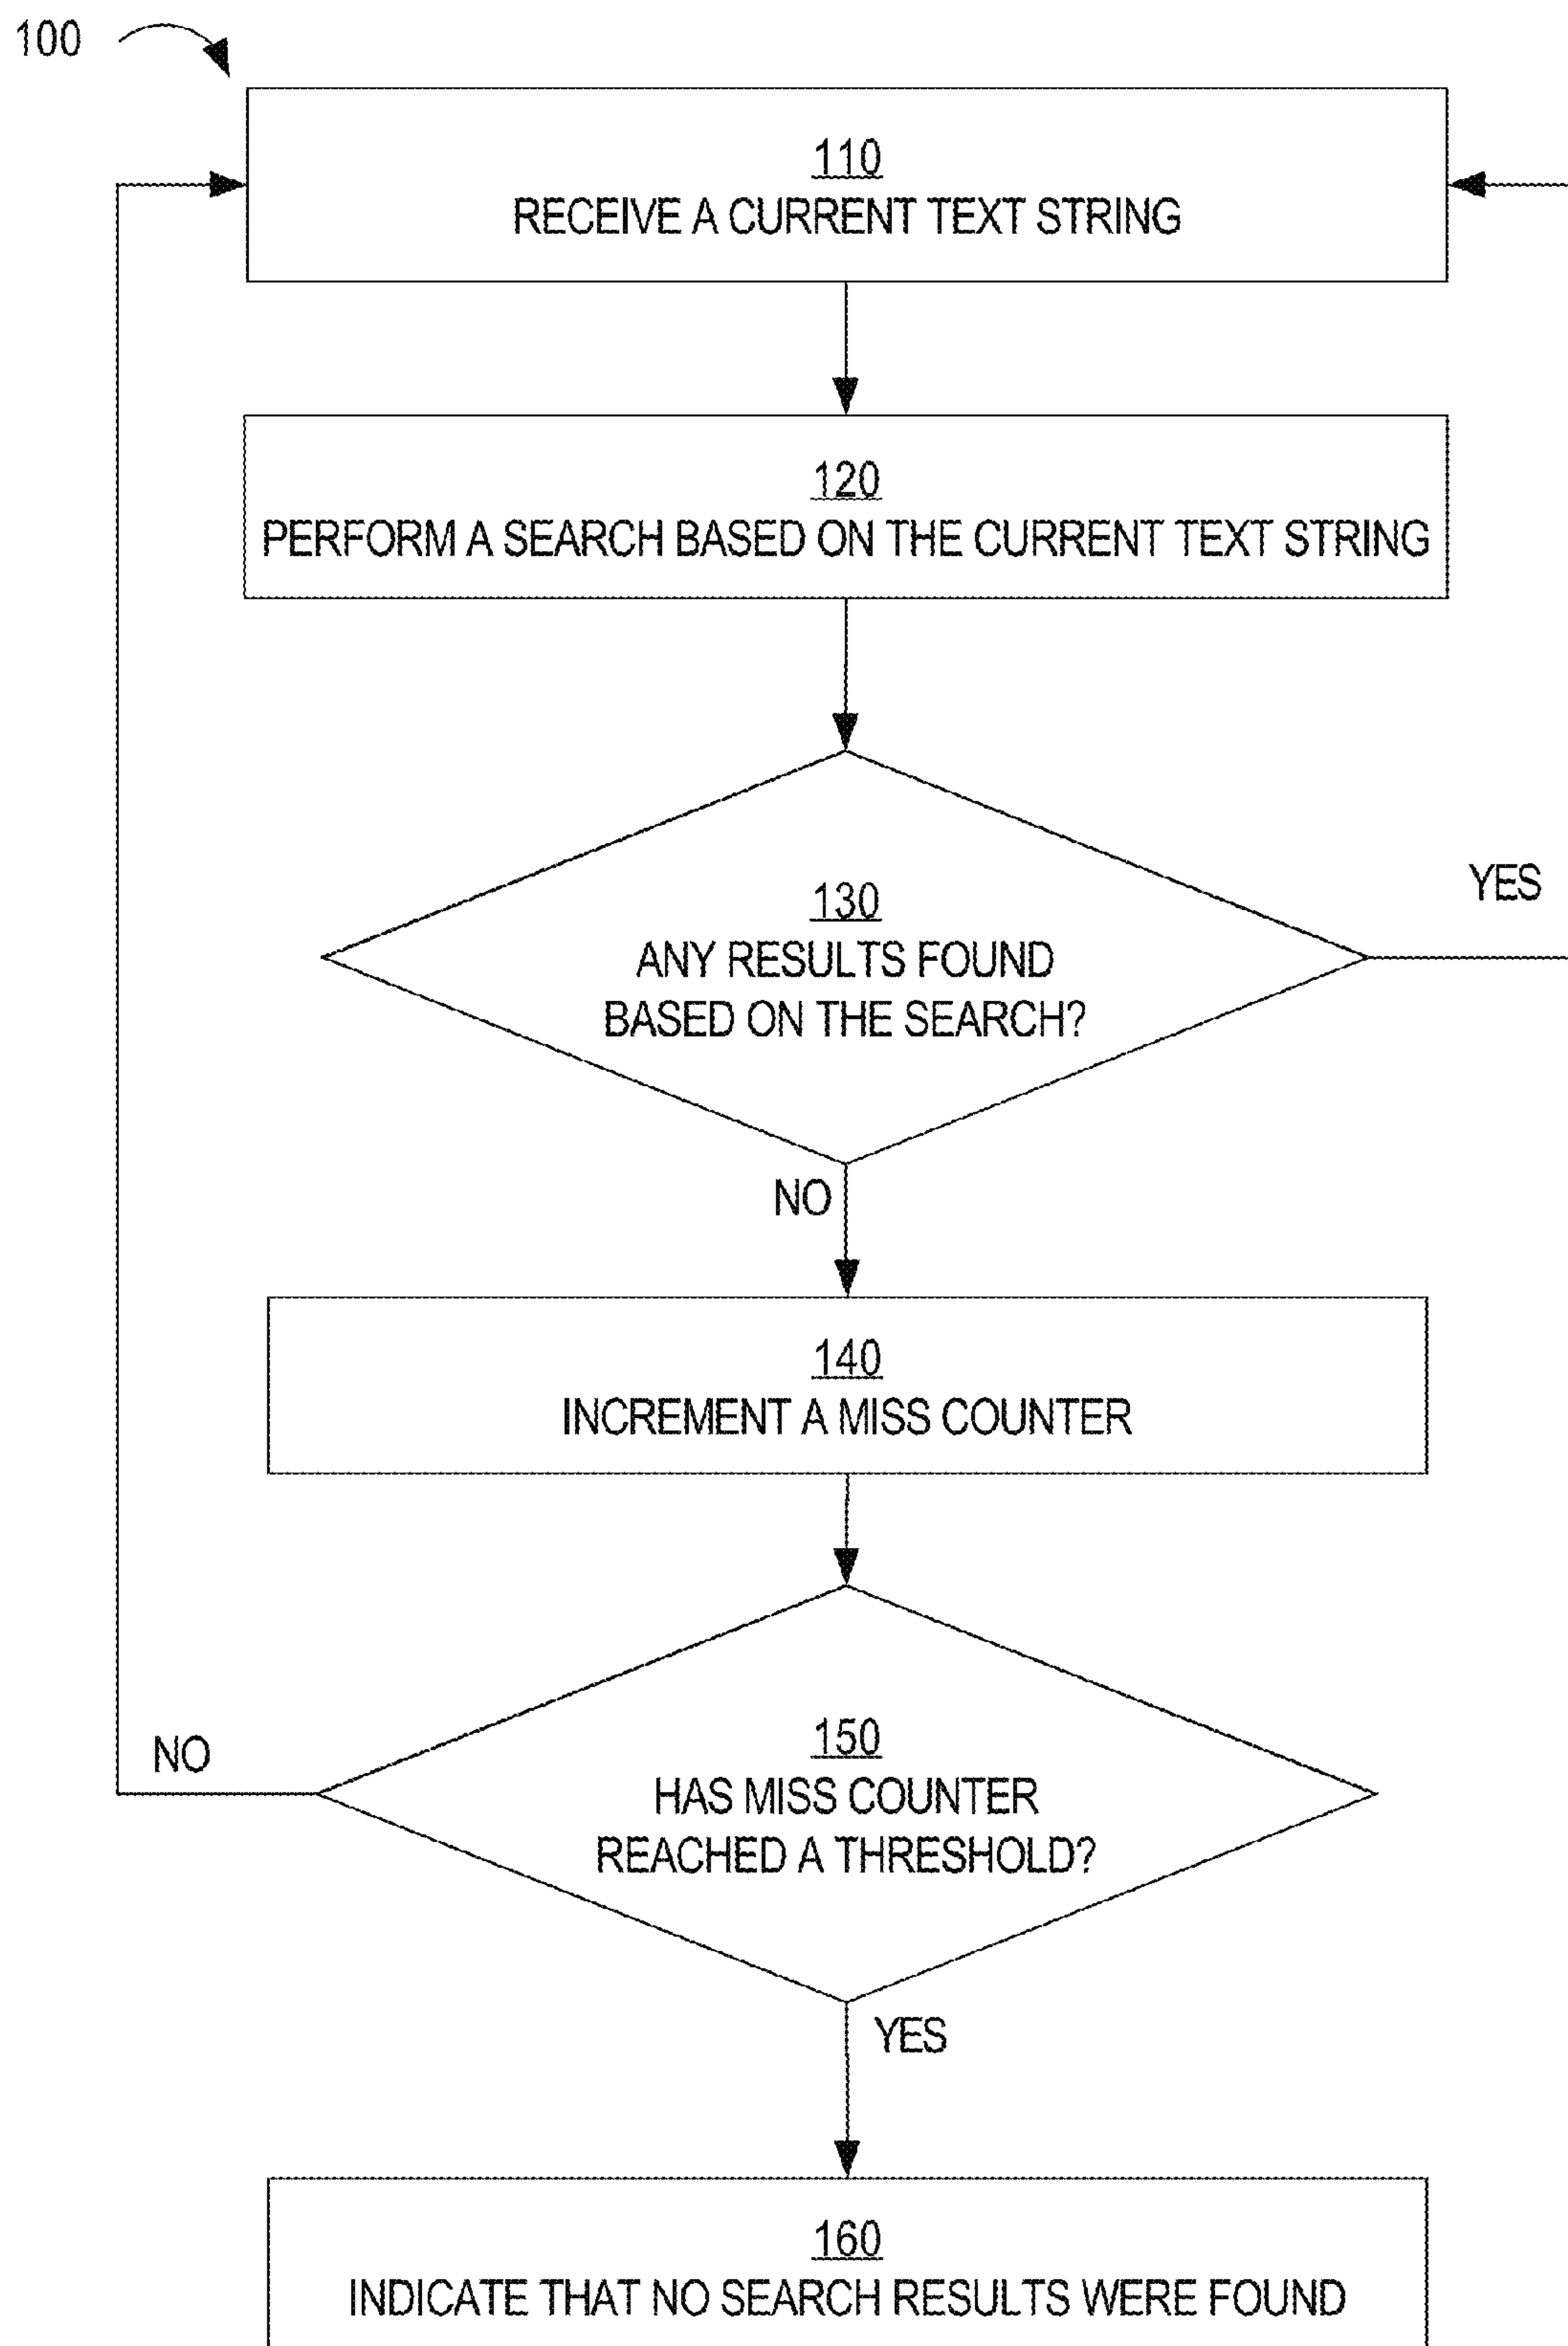 100
110
RECEIVE A CURRENT TEXT STRING
120
PERFORM A SEARCH BASED ON THE CURRENT TEXT STRING
130
ANY RESULTS FOUND
BASED ON THE SEARCH?
YES
NO
140
INCREMENT A MISS COUNTER
150
HAS MISS COUNTER
REACHED A THRESHOLD?
NO
YES
160
INDICATE THAT NO SEARCH RESULTS WERE FOUND